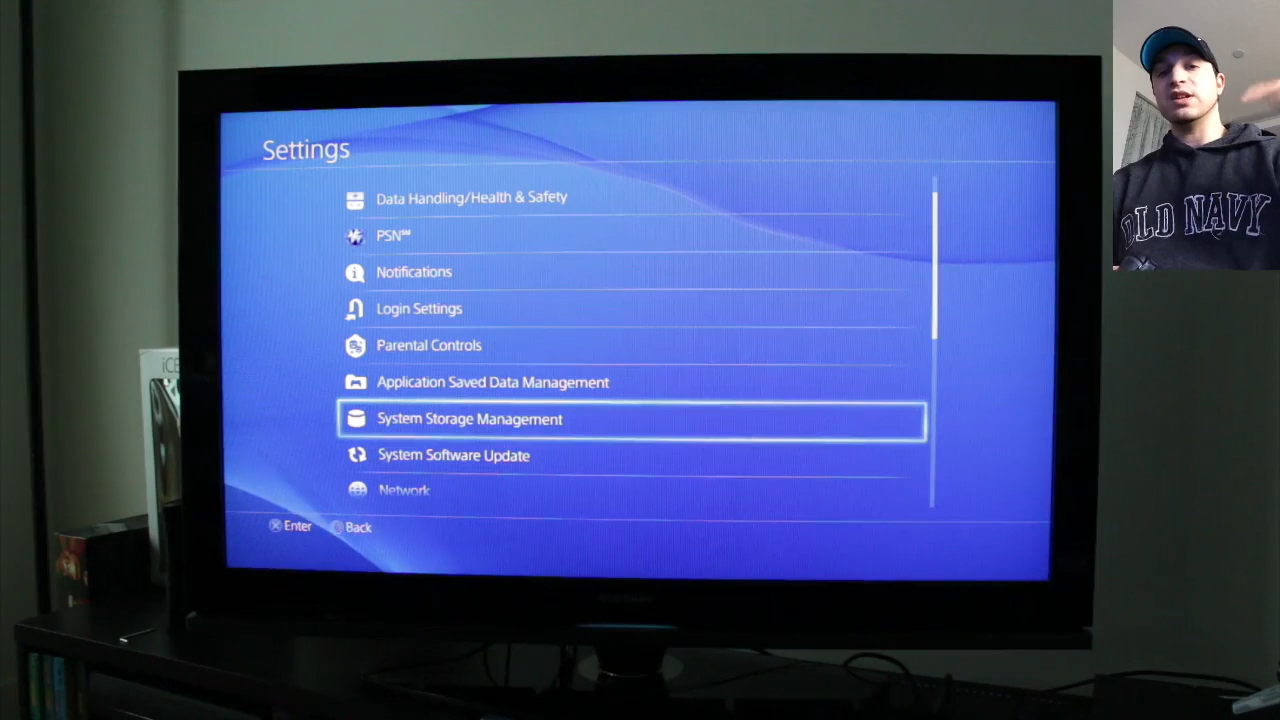 Settings
Data Handling/Health & Safety
PSN℠
Notifications
Login Settings
Parental Controls
Application Saved Data Management
System Storage Management
System Software Update
Network
Enter Back
OLD NAVY